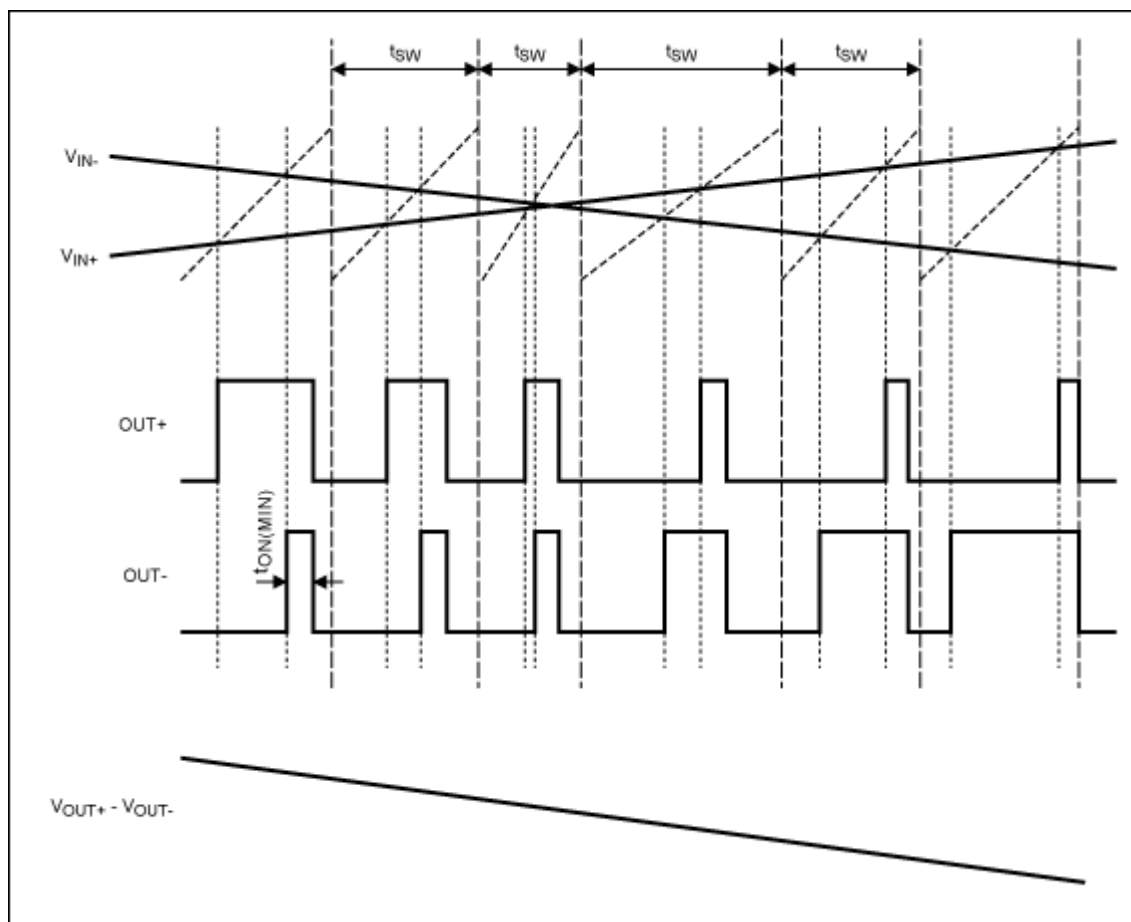 tSW tSW tSW tSW
VIN-
VIN+
OUT+
tON(MIN)
OUT-
VOUT+ - VOUT-